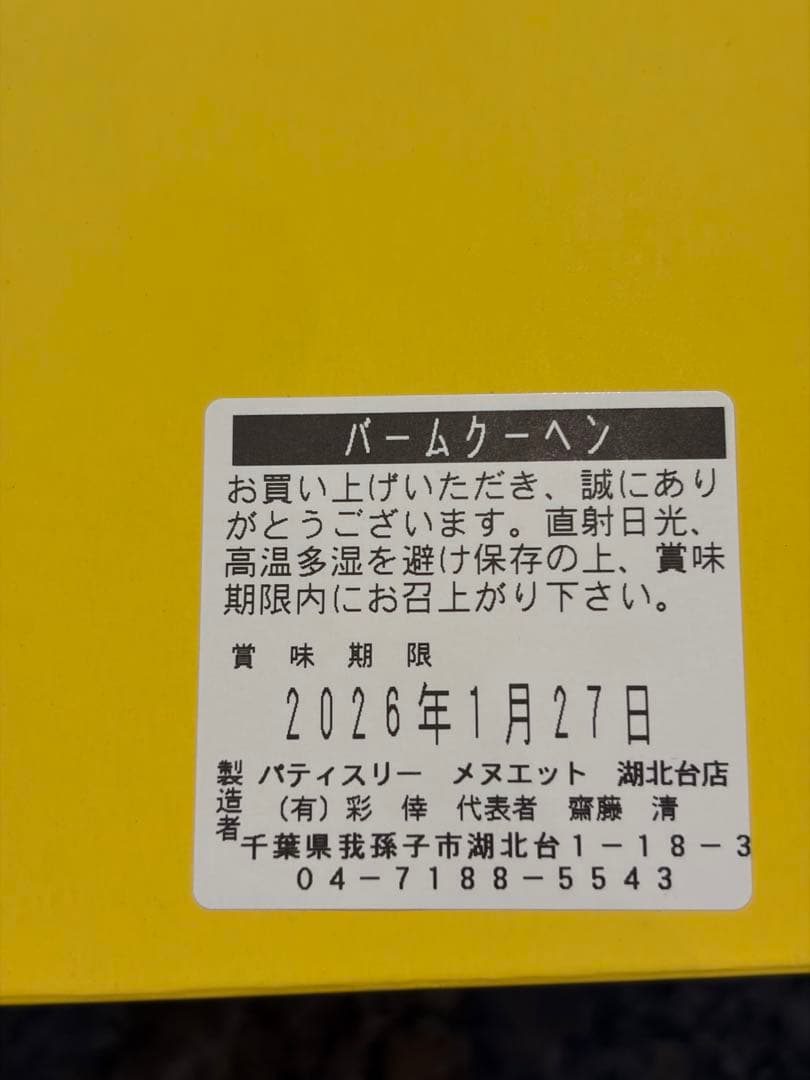 バームクーヘン
お買い上げいただき、誠にあり
がとうございます。直射日光、
高温多湿を避け保存の上、賞味
期限内にお召上がり下さい。
賞 味 期 限
2026年1月27日
製造者
パティスリー メヌエット 湖北台店
(有)彩 倖 代表者 齋藤 清
千葉県我孫子市湖北台1-18-3
04-7188-5543